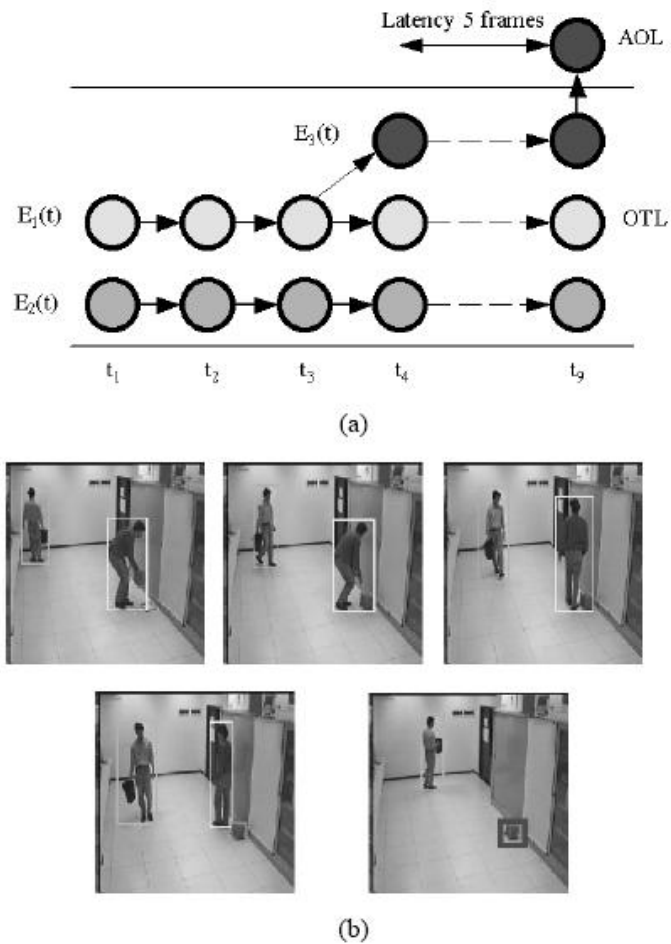 Latency 5 frames
AOL
E₃(t)
E₁(t)
OTL
E₂(t)
t₁ t₂ t₃ t₄ t₉
(a)
(b)